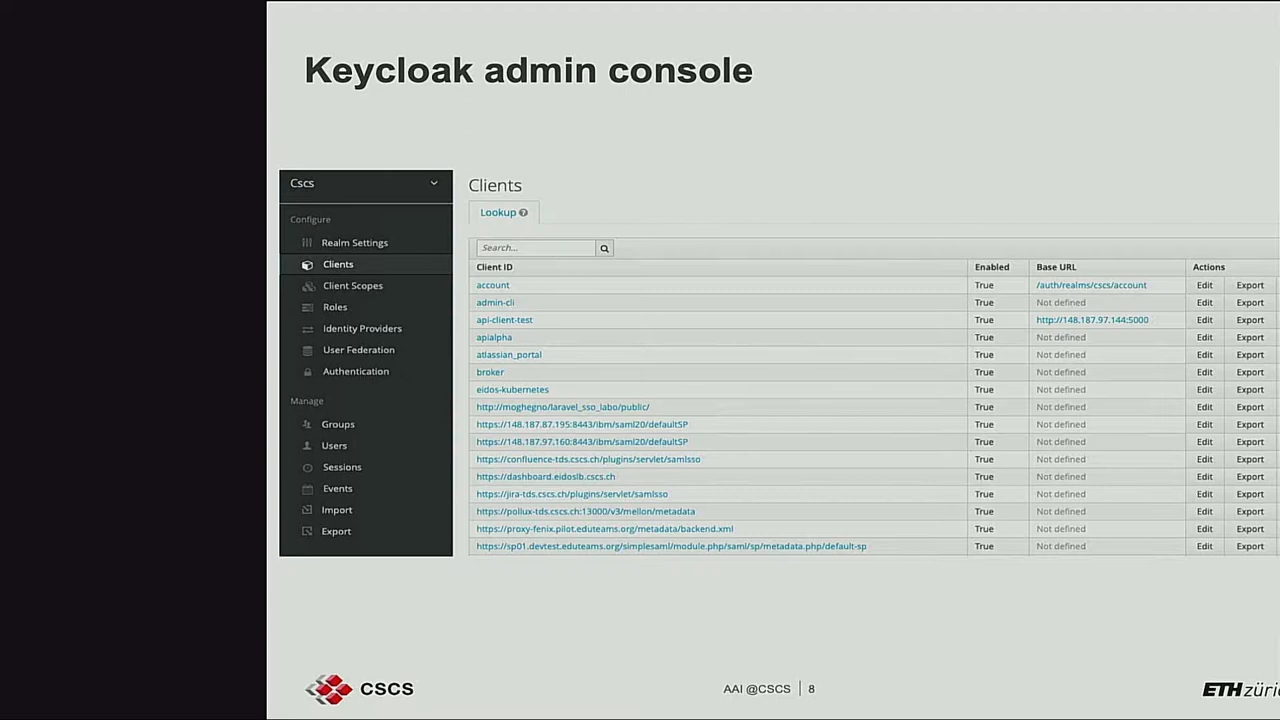 Keycloak admin console
Cscs
Configure
Realm Settings
Clients
Client Scopes
Roles
Identity Providers
User Federation
Authentication
Manage
Groups
Users
Sessions
Events
Import
Export
Clients
Lookup
Search...
Client ID Enabled Base URL Actions
account True /auth/realms/cscs/account Edit Export
admin-cli True Not defined Edit Export
api-client-test True http://148.187.97.144:5000 Edit Export
apialpha True Not defined Edit Export
atlassian_portal True Not defined Edit Export
broker True Not defined Edit Export
eidos-kubernetes True Not defined Edit Export
http://moghegno/laravel_sso_labo/public/ True Not defined Edit Export
https://148.187.87.195:8443/ibm/saml20/defaultSP True Not defined Edit Export
https://148.187.97.160:8443/ibm/saml20/defaultSP True Not defined Edit Export
https://confluence-tds.cscs.ch/plugins/servlet/samlsso True Not defined Edit Export
https://dashboard.eidoslb.cscs.ch True Not defined Edit Export
https://jira-tds.cscs.ch/plugins/servlet/samlsso True Not defined Edit Export
https://pollux-tds.cscs.ch:13000/v3/mellon/metadata True Not defined Edit Export
https://proxy-fenix.pilot.eduteams.org/metadata/backend.xml True Not defined Edit Export
https://sp01.devtest.eduteams.org/simplesaml/module.php/saml/sp/metadata.php/default-sp True Not defined Edit Export
CSCS
AAI @CSCS | 8
ETH züri